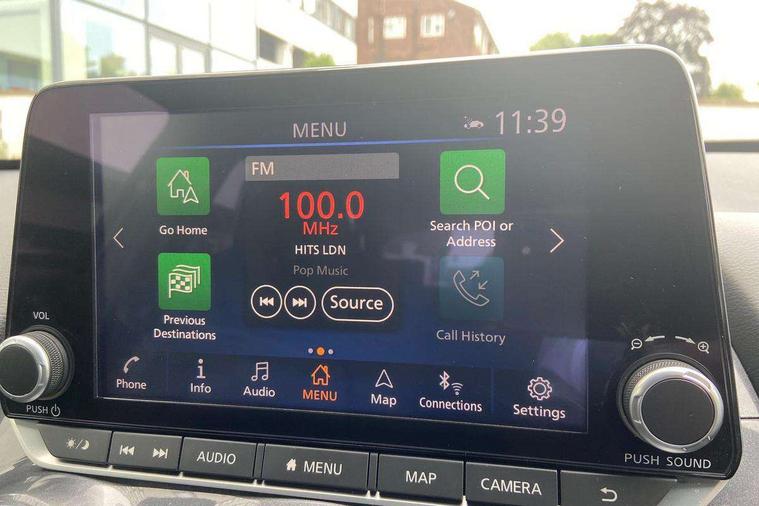 MENU
11:39
Go Home
FM
100.0
MHz
HITS LDN
Pop Music
Source
Search POI or
Address
Previous
Destinations
Call History
Phone
Info
Audio
MENU
Map
Connections
Settings
VOL
PUSH
PUSH SOUND
AUDIO
MENU
MAP
CAMERA